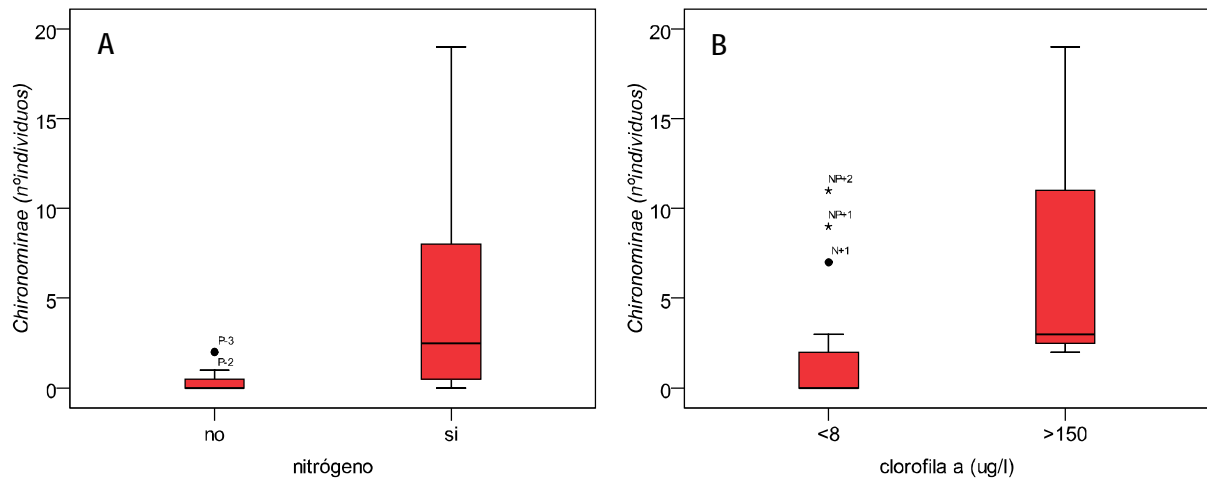 A
20
15
10
5
0
Chironominae (nºindividuos)
P-3
P-2
no
si
nitrógeno
B
20
15
10
5
0
Chironominae (nºindividuos)
NP+2
NP+1
N+1
<8
>150
clorofila a (ug/l)